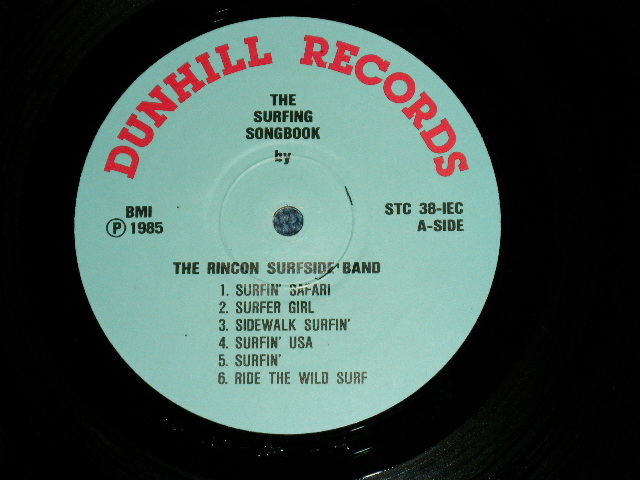 DUNHILL RECORDS
THE
SURFING
SONGBOOK
by
BMI
Ⓟ 1985
STC 38-IEC
A-SIDE
THE RINCON SURFSIDE BAND
1. SURFIN' SAFARI
2. SURFER GIRL
3. SIDEWALK SURFIN'
4. SURFIN' USA
5. SURFIN'
6. RIDE THE WILD SURF